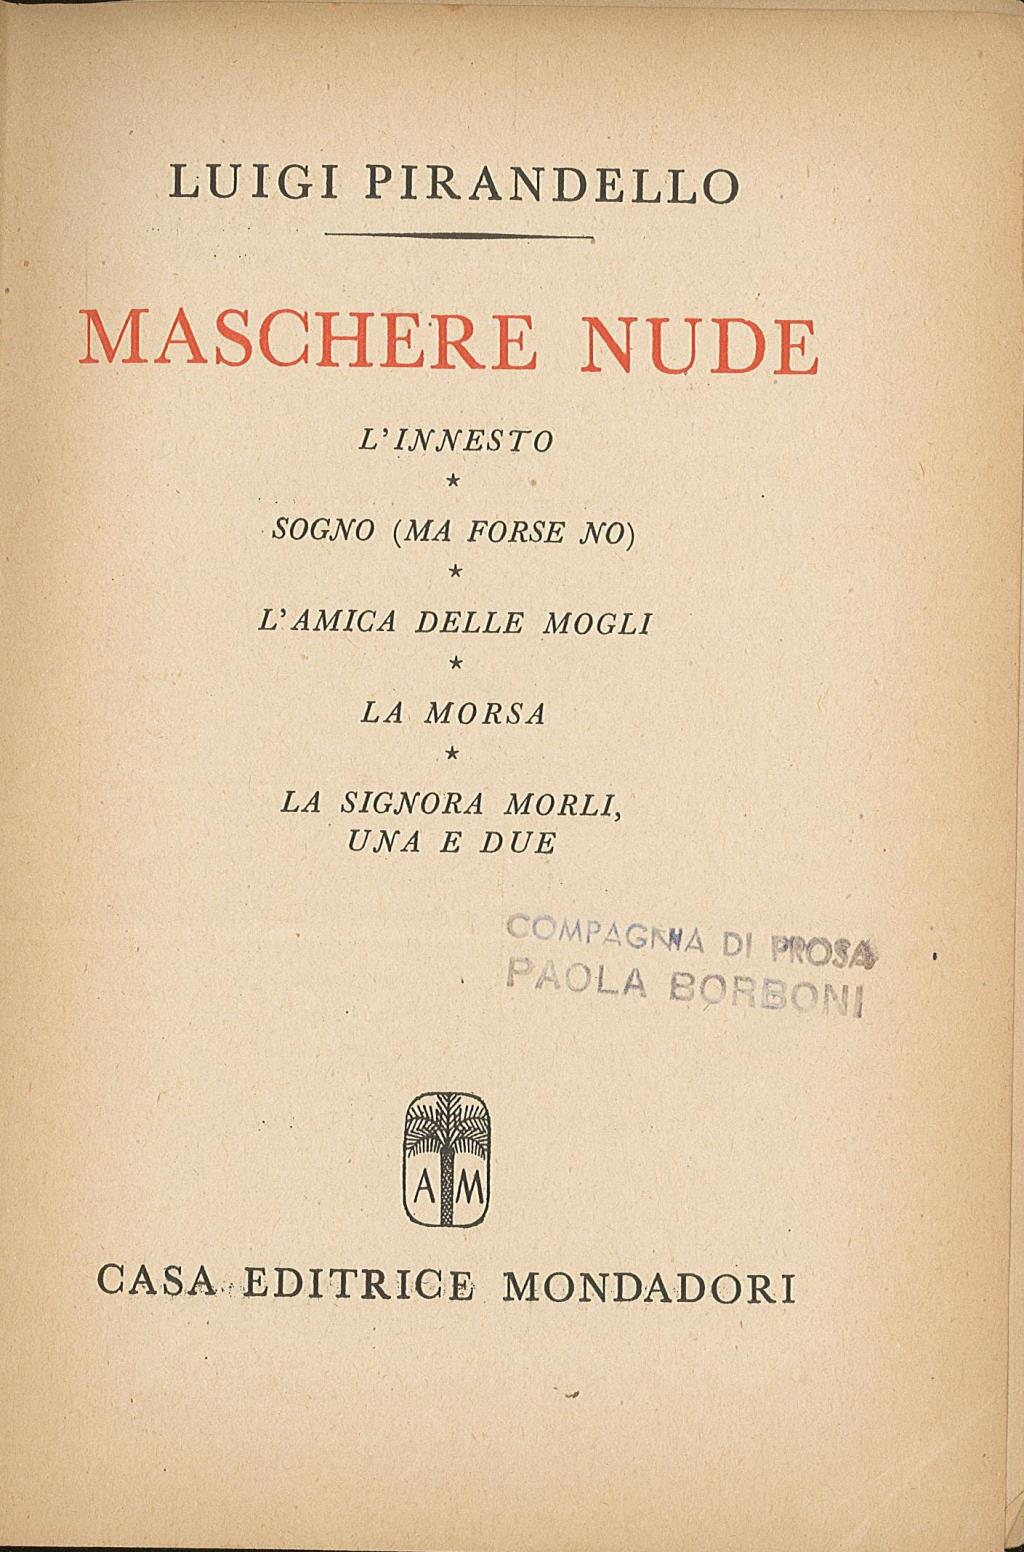 LUIGI PIRANDELLO
MASCHERE NUDE
L'INNESTO
★
SOGNO (MA FORSE NO)
★
L'AMICA DELLE MOGLI
★
LA MORSA
★
LA SIGNORA MORLI,
UNA E DUE
COMPAGNIA DI PROSA
PAOLA BORBONI
A M
CASA EDITRICE MONDADORI